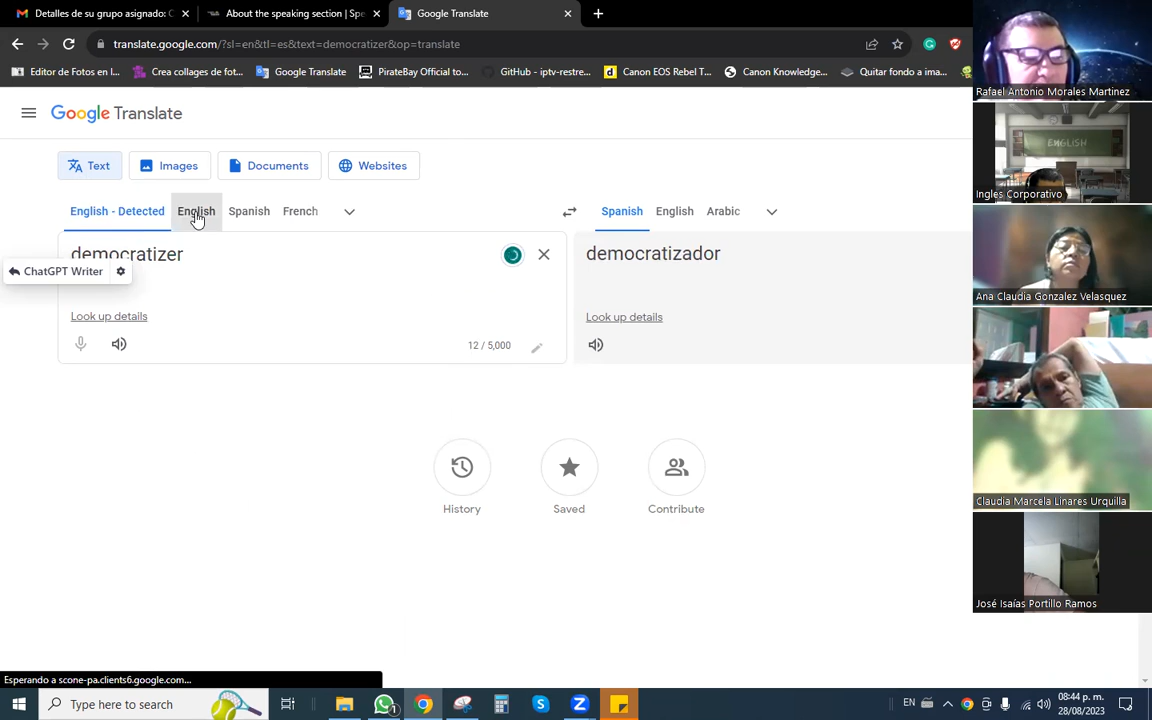 Detalles de su grupo asignado: C
About the speaking section | Spe
Google Translate
translate.google.com/?sl=en&tl=es&text=democratizer&op=translate
Editor de Fotos en l...
Crea collages de fot...
Google Translate
PirateBay Official to...
GitHub - iptv-restre...
Canon EOS Rebel T...
Canon Knowledge...
Quitar fondo a ima...
Google Translate
Text
Images
Documents
Websites
English - Detected
English
Spanish
French
Spanish
English
Arabic
democratizer
democratizador
ChatGPT Writer
Look up details
Look up details
12 / 5,000
History
Saved
Contribute
Rafael Antonio Morales Martinez
ENGLISH
Ingles Corporativo
Ana Claudia Gonzalez Velasquez
Claudia Marcela Linares Urquilla
José Isaías Portillo Ramos
Esperando a scone-pa.clients6.google.com...
Type here to search
1
EN
08:44 p. m.
28/08/2023